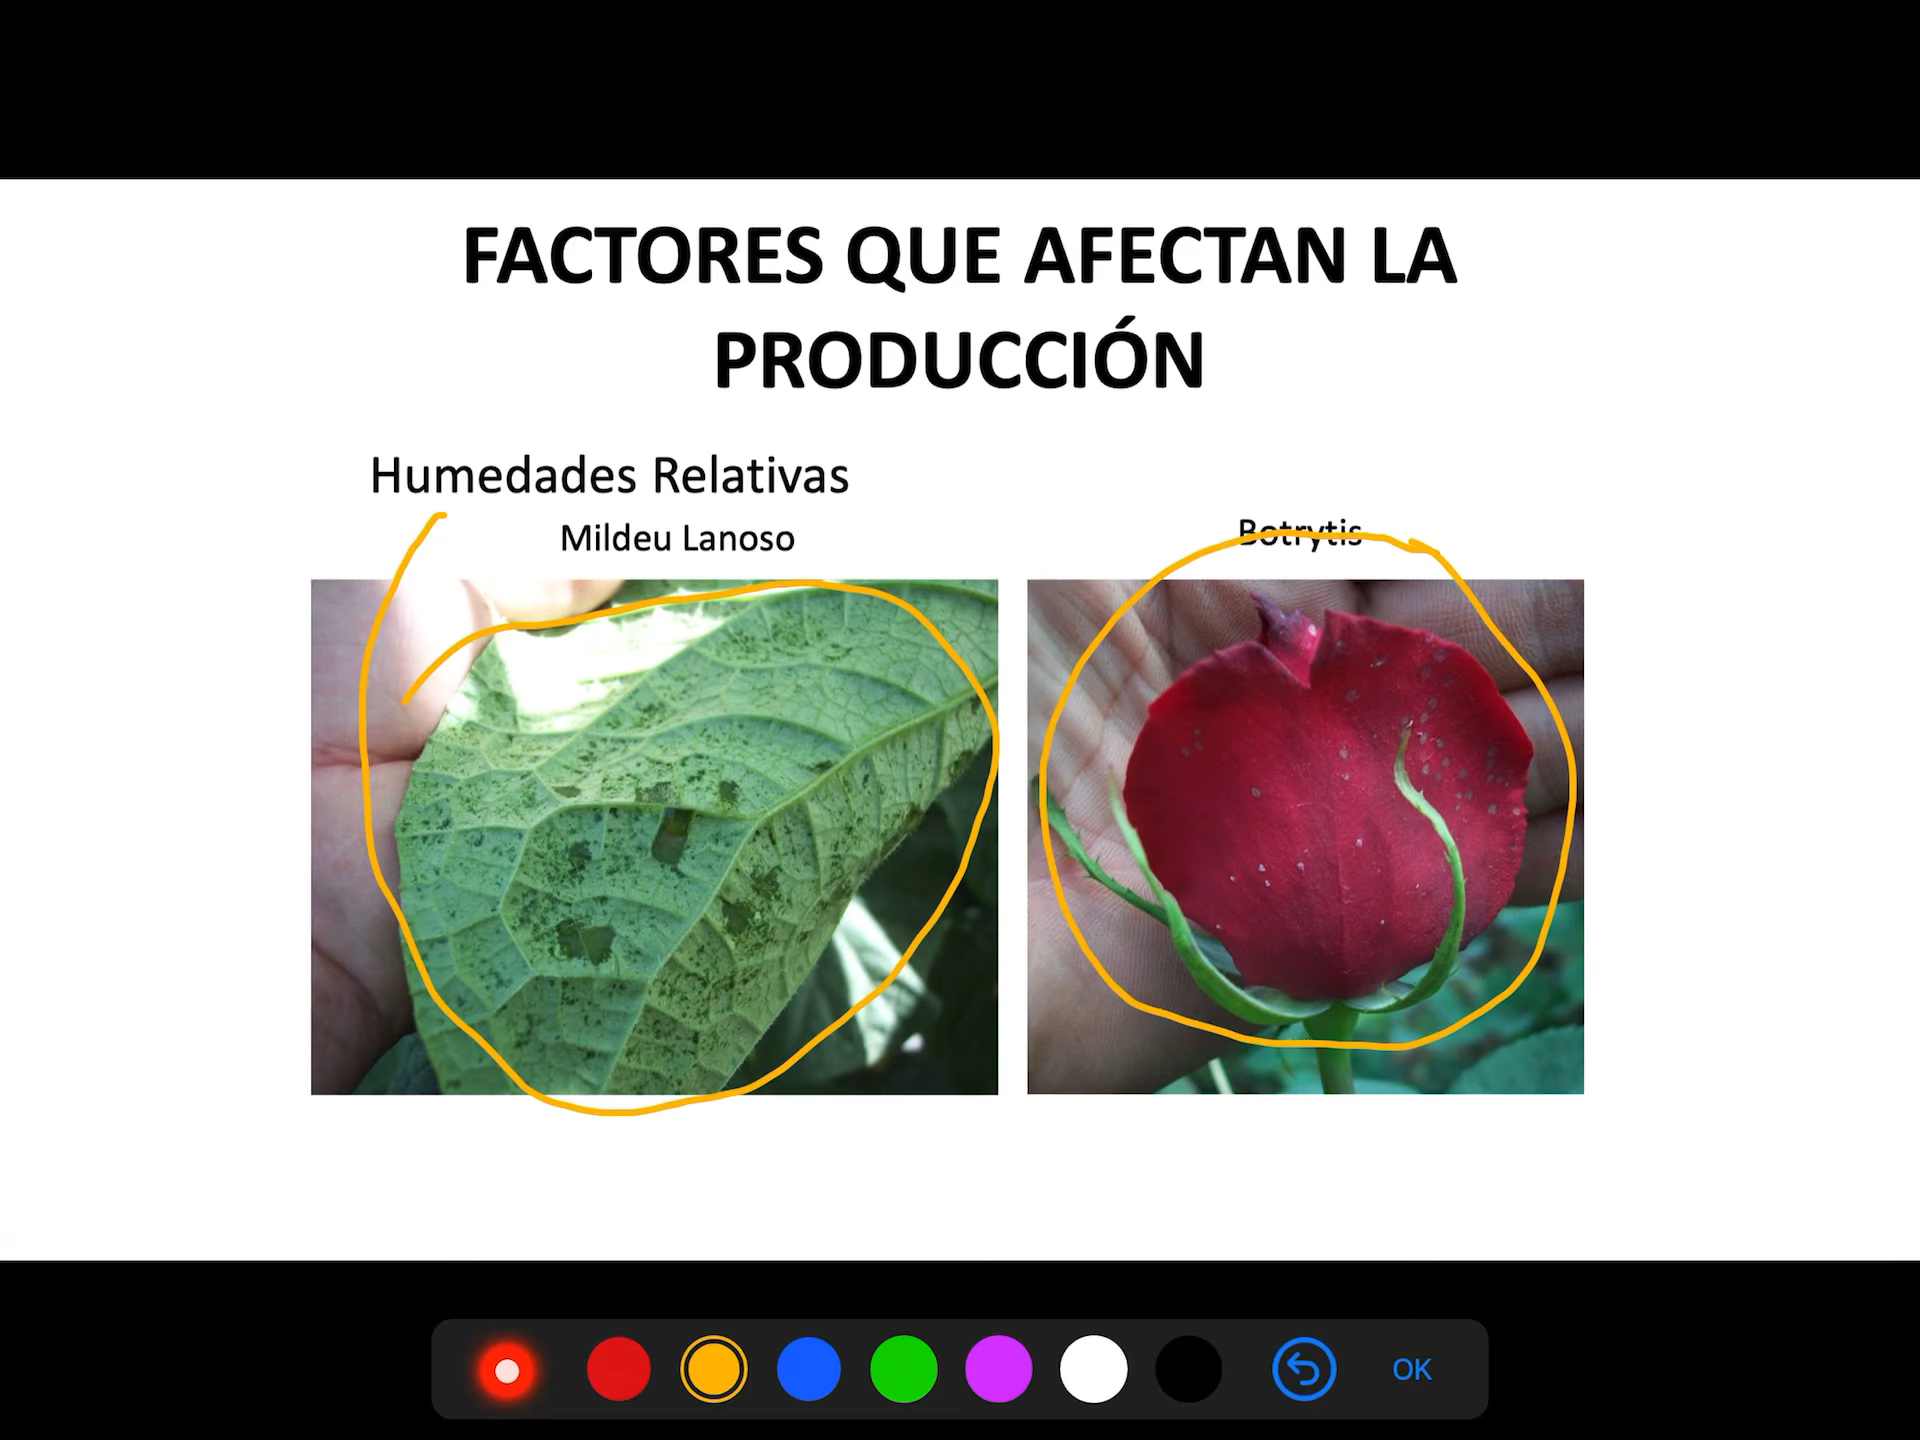 FACTORES QUE AFECTAN LA
PRODUCCIÓN
Humedades Relativas
Mildeu Lanoso
Botrytis
OK